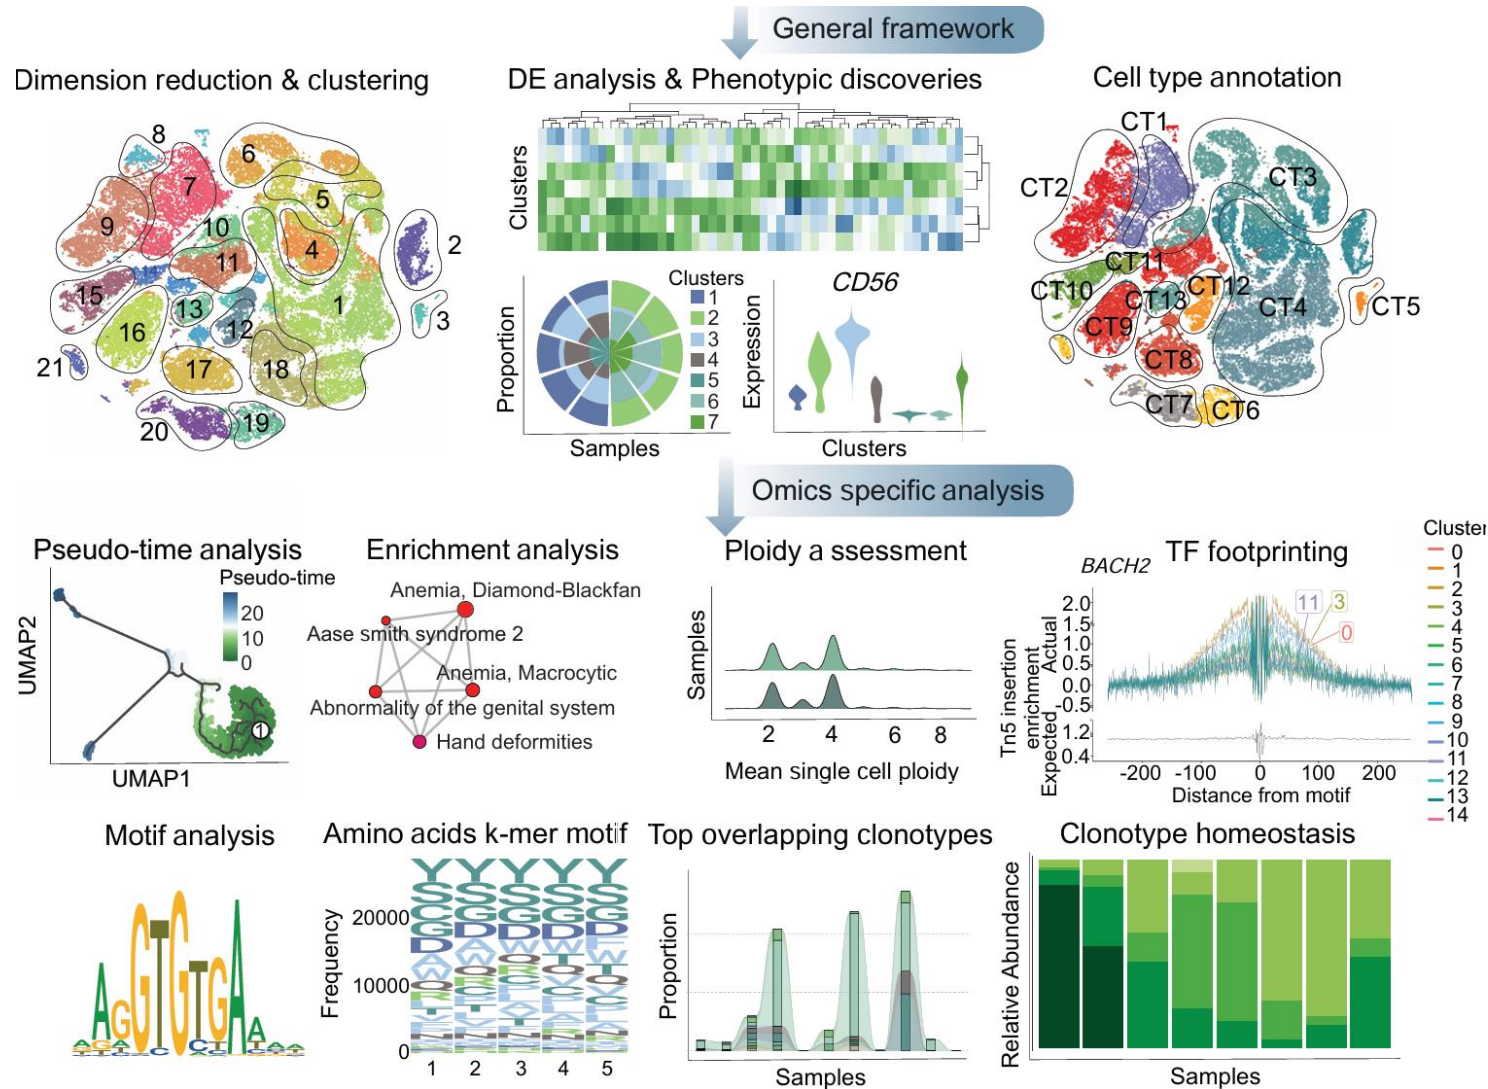 General framework
Dimension reduction & clustering
DE analysis & Phenotypic discoveries
Cell type annotation
8
6
7
5
9
10
4
2
11
15
1
13
3
16
12
21
17
18
20
19
Clusters
Proportion
Samples
Clusters
1
2
3
4
5
6
7
CD56
Expression
Clusters
CT1
CT2
CT3
CT11
CT10
CT13
CT12
CT4
CT5
CT9
CT8
CT7
CT6
Omics specific analysis
Pseudo-time analysis
Pseudo-time
20
10
0
UMAP2
1
UMAP1
Enrichment analysis
Anemia, Diamond-Blackfan
Aase smith syndrome 2
Anemia, Macrocytic
Abnormality of the genital system
Hand deformities
Ploidy a ssessment
Samples
2 4 6 8
Mean single cell ploidy
TF footprinting
BACH2
11
3
0
Tn5 insertion
enrichment
Expected Actual
2.0
1.5
1.0
0.5
0.0
-0.5
1.2
0.4
-200 -100 0 100 200
Distance from motif
Cluster
0
1
2
3
4
5
6
7
8
9
10
11
12
13
14
Motif analysis
AGGTGTGAA
Amino acids k-mer motif
Frequency
20000
10000
0
Y Y Y Y Y
S S S S S
C G G G G
G D D D D
1 2 3 4 5
Top overlapping clonotypes
Proportion
Samples
Clonotype homeostasis
Relative Abundance
Samples